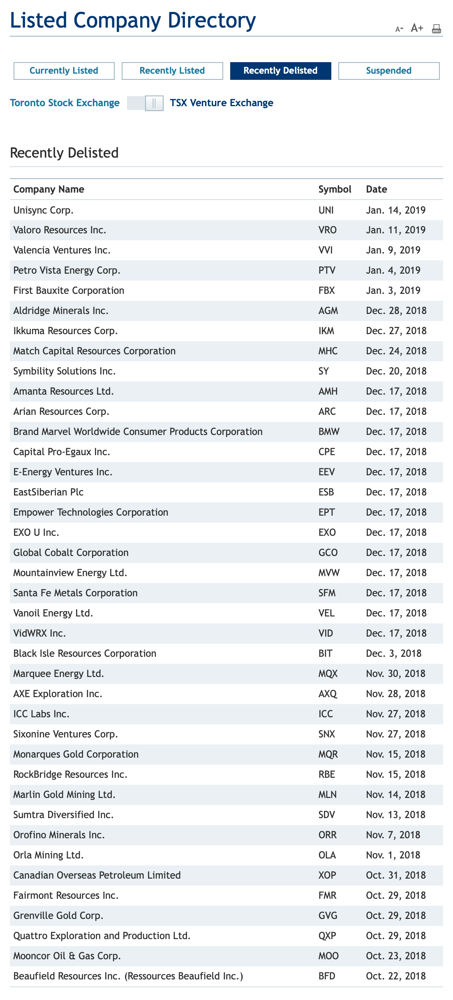 Listed Company Directory
A- A+
Currently Listed Recently Listed Recently Delisted Suspended
Toronto Stock Exchange TSX Venture Exchange
Recently Delisted
Company Name Symbol Date
Unisync Corp. UNI Jan. 14, 2019
Valoro Resources Inc. VRO Jan. 11, 2019
Valencia Ventures Inc. VVI Jan. 9, 2019
Petro Vista Energy Corp. PTV Jan. 4, 2019
First Bauxite Corporation FBX Jan. 3, 2019
Aldridge Minerals Inc. AGM Dec. 28, 2018
Ikkuma Resources Corp. IKM Dec. 27, 2018
Match Capital Resources Corporation MHC Dec. 24, 2018
Symbility Solutions Inc. SY Dec. 20, 2018
Amanta Resources Ltd. AMH Dec. 17, 2018
Arian Resources Corp. ARC Dec. 17, 2018
Brand Marvel Worldwide Consumer Products Corporation BMW Dec. 17, 2018
Capital Pro-Egaux Inc. CPE Dec. 17, 2018
E-Energy Ventures Inc. EEV Dec. 17, 2018
EastSiberian Plc ESB Dec. 17, 2018
Empower Technologies Corporation EPT Dec. 17, 2018
EXO U Inc. EXO Dec. 17, 2018
Global Cobalt Corporation GCO Dec. 17, 2018
Mountainview Energy Ltd. MVW Dec. 17, 2018
Santa Fe Metals Corporation SFM Dec. 17, 2018
Vanoil Energy Ltd. VEL Dec. 17, 2018
VidWRX Inc. VID Dec. 17, 2018
Black Isle Resources Corporation BIT Dec. 3, 2018
Marquee Energy Ltd. MQX Nov. 30, 2018
AXE Exploration Inc. AXQ Nov. 28, 2018
ICC Labs Inc. ICC Nov. 27, 2018
Sixonine Ventures Corp. SNX Nov. 27, 2018
Monarques Gold Corporation MQR Nov. 15, 2018
RockBridge Resources Inc. RBE Nov. 15, 2018
Marlin Gold Mining Ltd. MLN Nov. 14, 2018
Sumtra Diversified Inc. SDV Nov. 13, 2018
Orofino Minerals Inc. ORR Nov. 7, 2018
Orla Mining Ltd. OLA Nov. 1, 2018
Canadian Overseas Petroleum Limited XOP Oct. 31, 2018
Fairmont Resources Inc. FMR Oct. 29, 2018
Grenville Gold Corp. GVG Oct. 29, 2018
Quattro Exploration and Production Ltd. QXP Oct. 29, 2018
Mooncor Oil & Gas Corp. MOO Oct. 23, 2018
Beaufield Resources Inc. (Ressources Beaufield Inc.) BFD Oct. 22, 2018